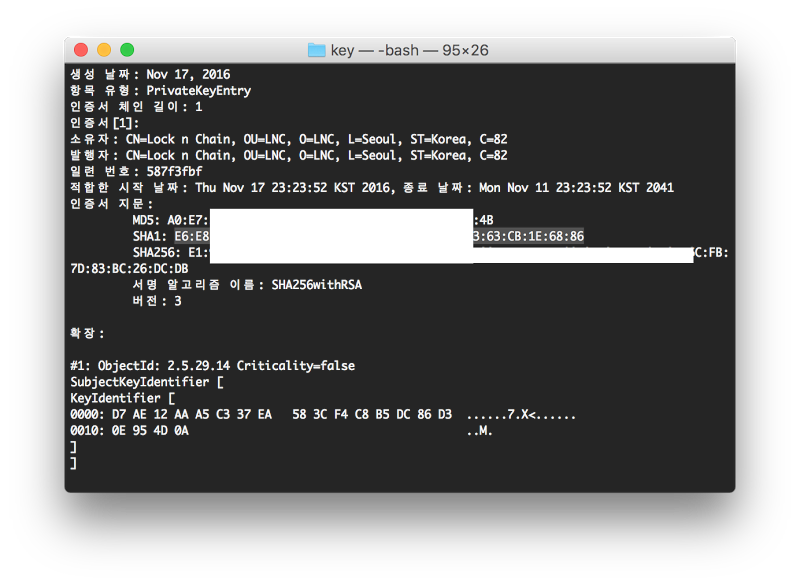 key — -bash — 95×26
생성 날짜: Nov 17, 2016
항목 유형: PrivateKeyEntry
인증서 체인 길이: 1
인증서[1]:
소유자: CN=Lock n Chain, OU=LNC, O=LNC, L=Seoul, ST=Korea, C=82
발행자: CN=Lock n Chain, OU=LNC, O=LNC, L=Seoul, ST=Korea, C=82
일련 번호: 587f3fbf
적합한 시작 날짜: Thu Nov 17 23:23:52 KST 2016, 종료 날짜: Mon Nov 11 23:23:52 KST 2041
인증서 지문:
MD5: A0:E7: :4B
SHA1: E6:E8 3:63:CB:1E:68:86
SHA256: E1: C:FB:
7D:83:BC:26:DC:DB
서명 알고리즘 이름: SHA256withRSA
버전: 3
확장:
#1: ObjectId: 2.5.29.14 Criticality=false
SubjectKeyIdentifier [
KeyIdentifier [
0000: D7 AE 12 AA A5 C3 37 EA 58 3C F4 C8 B5 DC 86 D3 ......7.X<......
0010: 0E 95 4D 0A ..M.
]
]